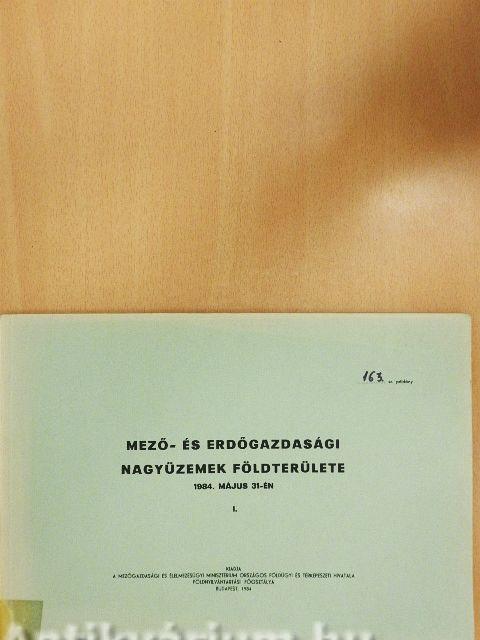 163. sz. példány
MEZŐ- ÉS ERDŐGAZDASÁGI
NAGYÜZEMEK FÖLDTERÜLETE
1984. MÁJUS 31-ÉN
I.
KIADJA
A MEZŐGAZDASÁGI ÉS ÉLELMEZÉSÜGYI MINISZTÉRIUM ORSZÁGOS FÖLDÜGYI ÉS TÉRKÉPÉSZETI HIVATALA
FÖLDNYILVÁNTARTÁSI FŐOSZTÁLYA
BUDAPEST, 1984
Antikvárium.hu